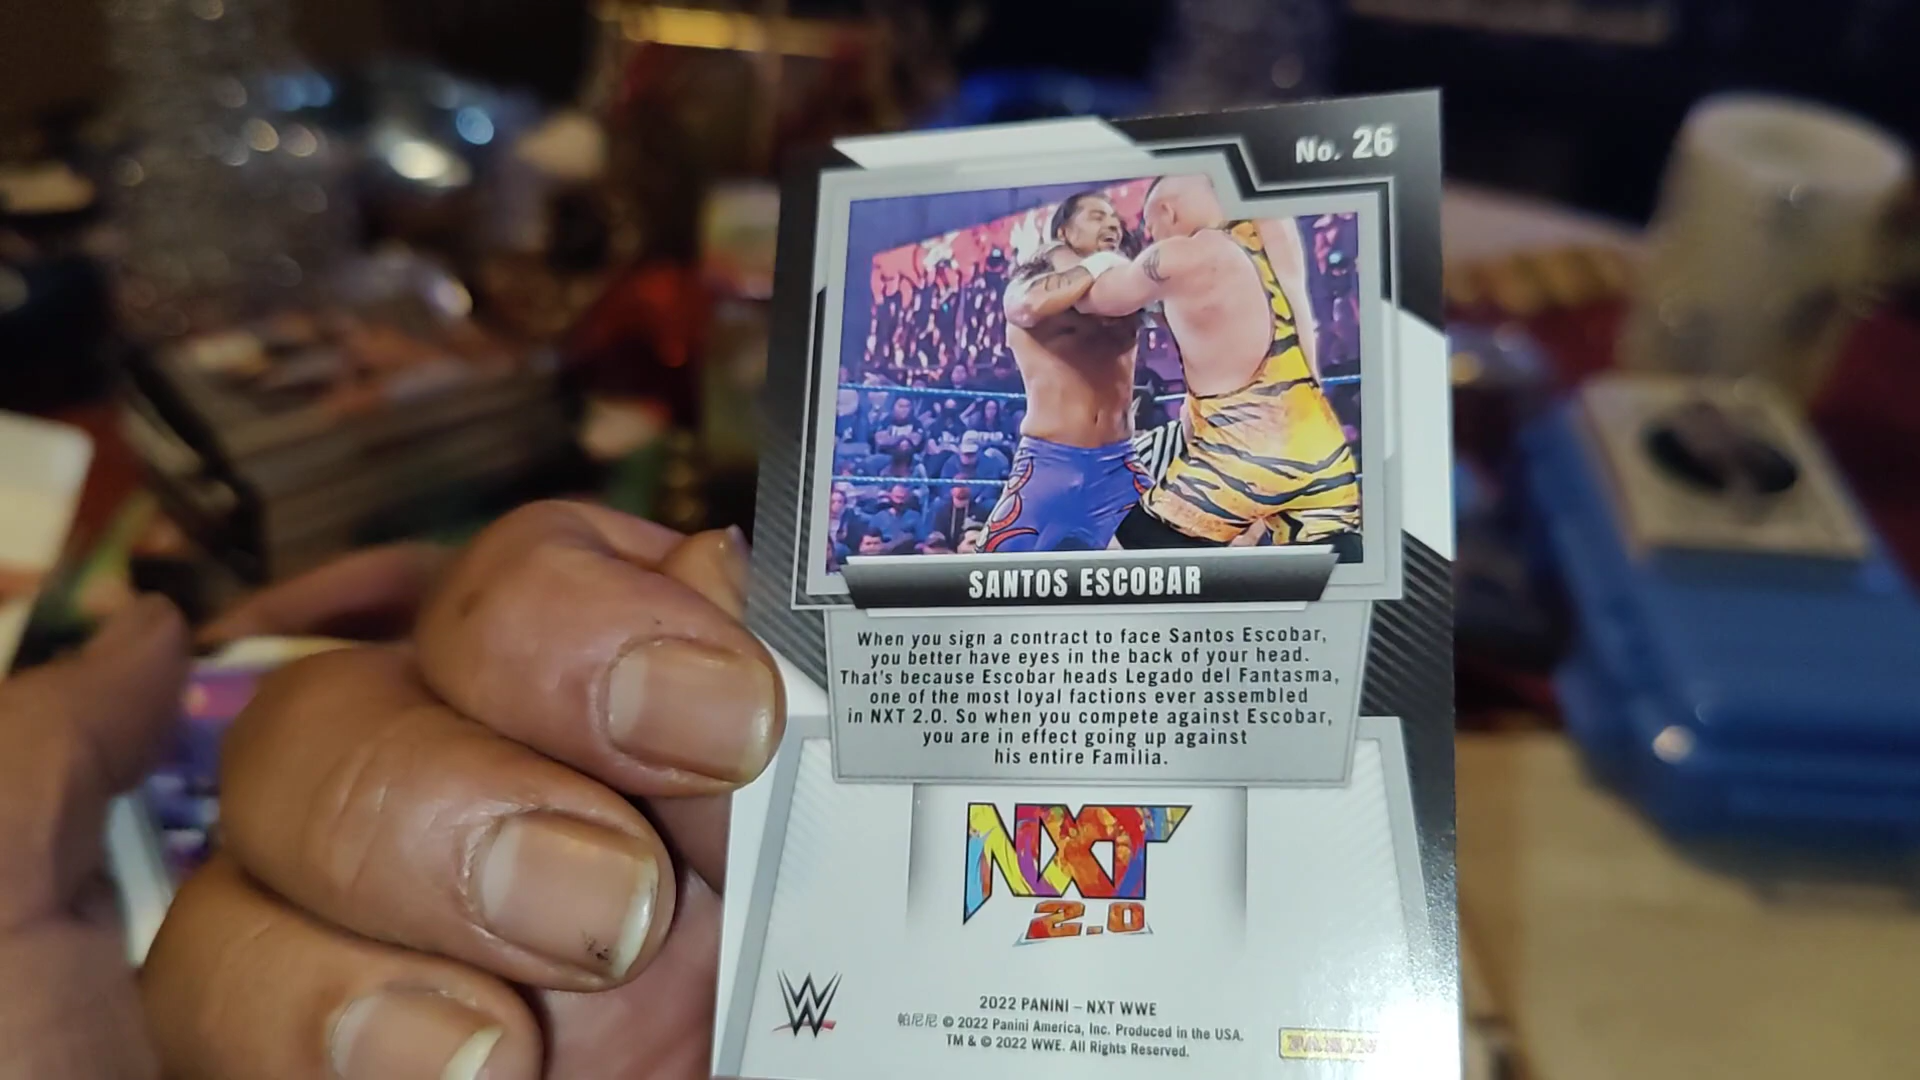 No. 26
SANTOS ESCOBAR
When you sign a contract to face Santos Escobar,
you better have eyes in the back of your head.
That's because Escobar heads Legado del Fantasma,
one of the most loyal factions ever assembled
in NXT 2.0. So when you compete against Escobar,
you are in effect going up against
his entire Familia.
NXT
2.0
W
2022 PANINI – NXT WWE
帕尼尼 © 2022 Panini America, Inc. Produced in the USA.
TM & © 2022 WWE. All Rights Reserved.
PANINI